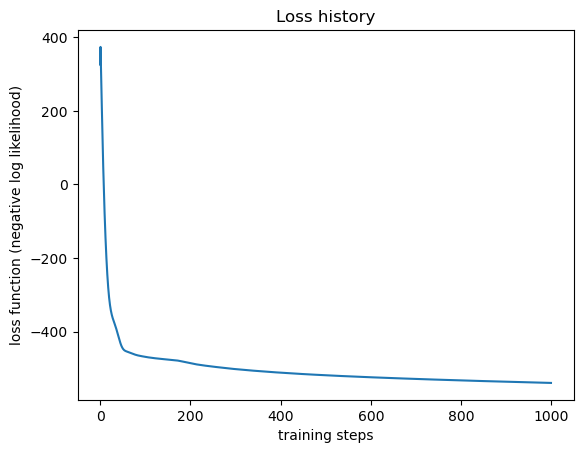 Loss history
loss function (negative log likelihood)
400
200
0
−200
−400
0 200 400 600 800 1000
training steps